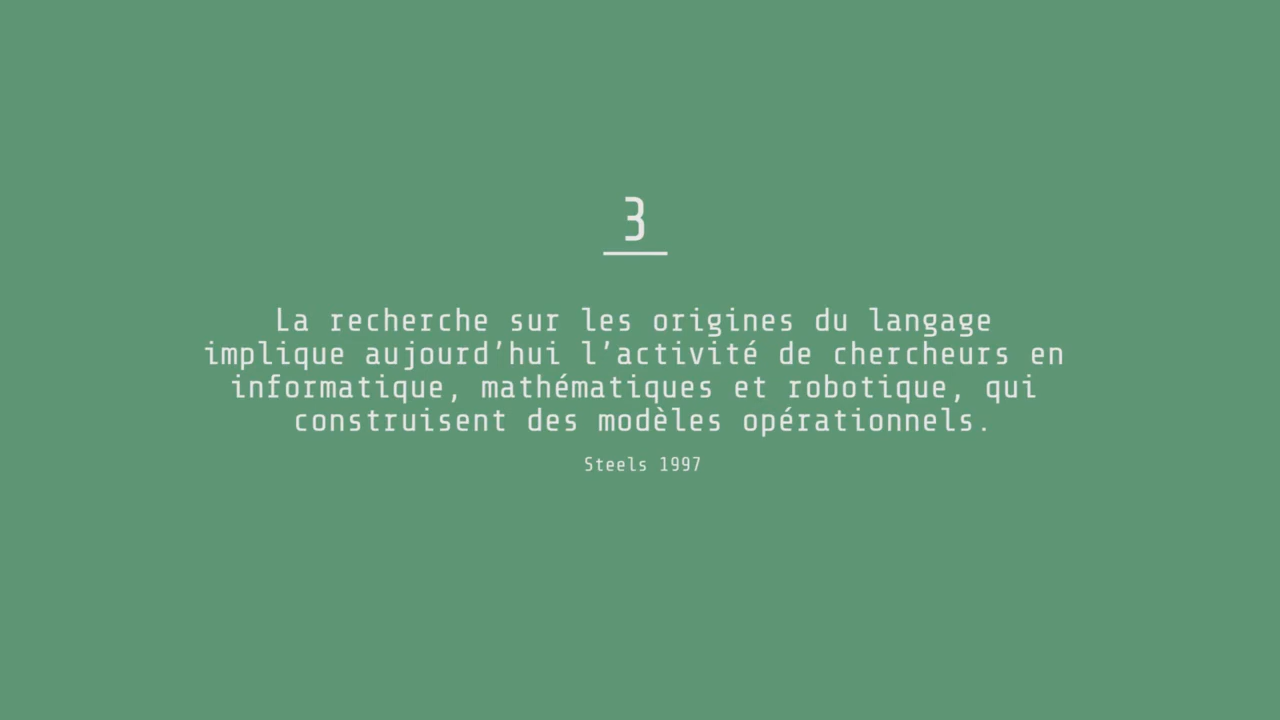 3
La recherche sur les origines du langage
implique aujourd’hui l’activité de chercheurs en
informatique, mathématiques et robotique, qui
construisent des modèles opérationnels.
Steels 1997